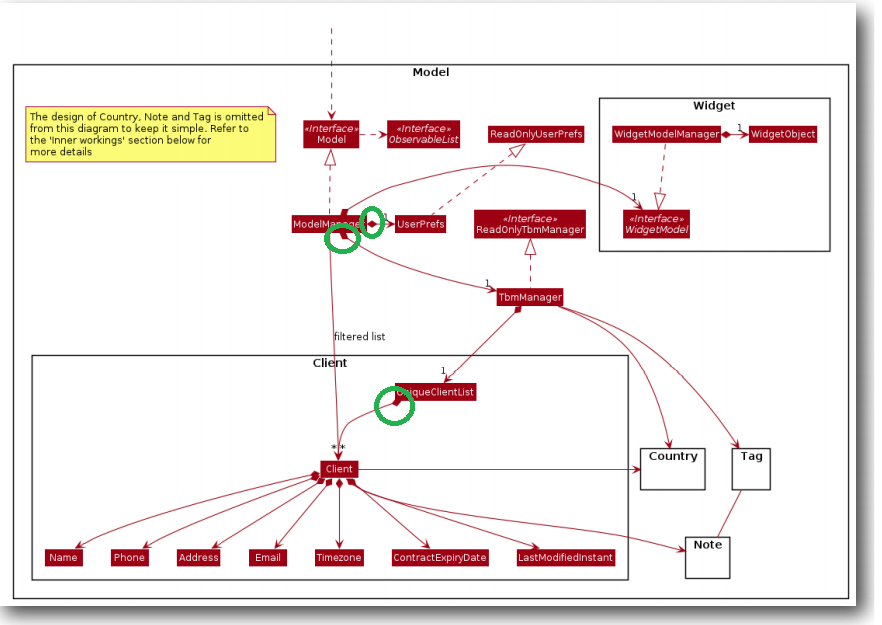 Model
The design of Country, Note and Tag is omitted
from this diagram to keep it simple. Refer to
the 'Inner workings' section below for
more details
«Interface»
Model
«Interface»
ObservableList
ReadOnlyUserPrefs
Widget
WidgetModelManager
1
WidgetObject
ModelManager
1
UserPrefs
«Interface»
ReadOnlyTbmManager
1
«Interface»
WidgetModel
1
TbmManager
filtered list
Client
1
UniqueClientList
* *
Client
Country
Tag
Note
Name
Phone
Address
Email
Timezone
ContractExpiryDate
LastModifiedInstant